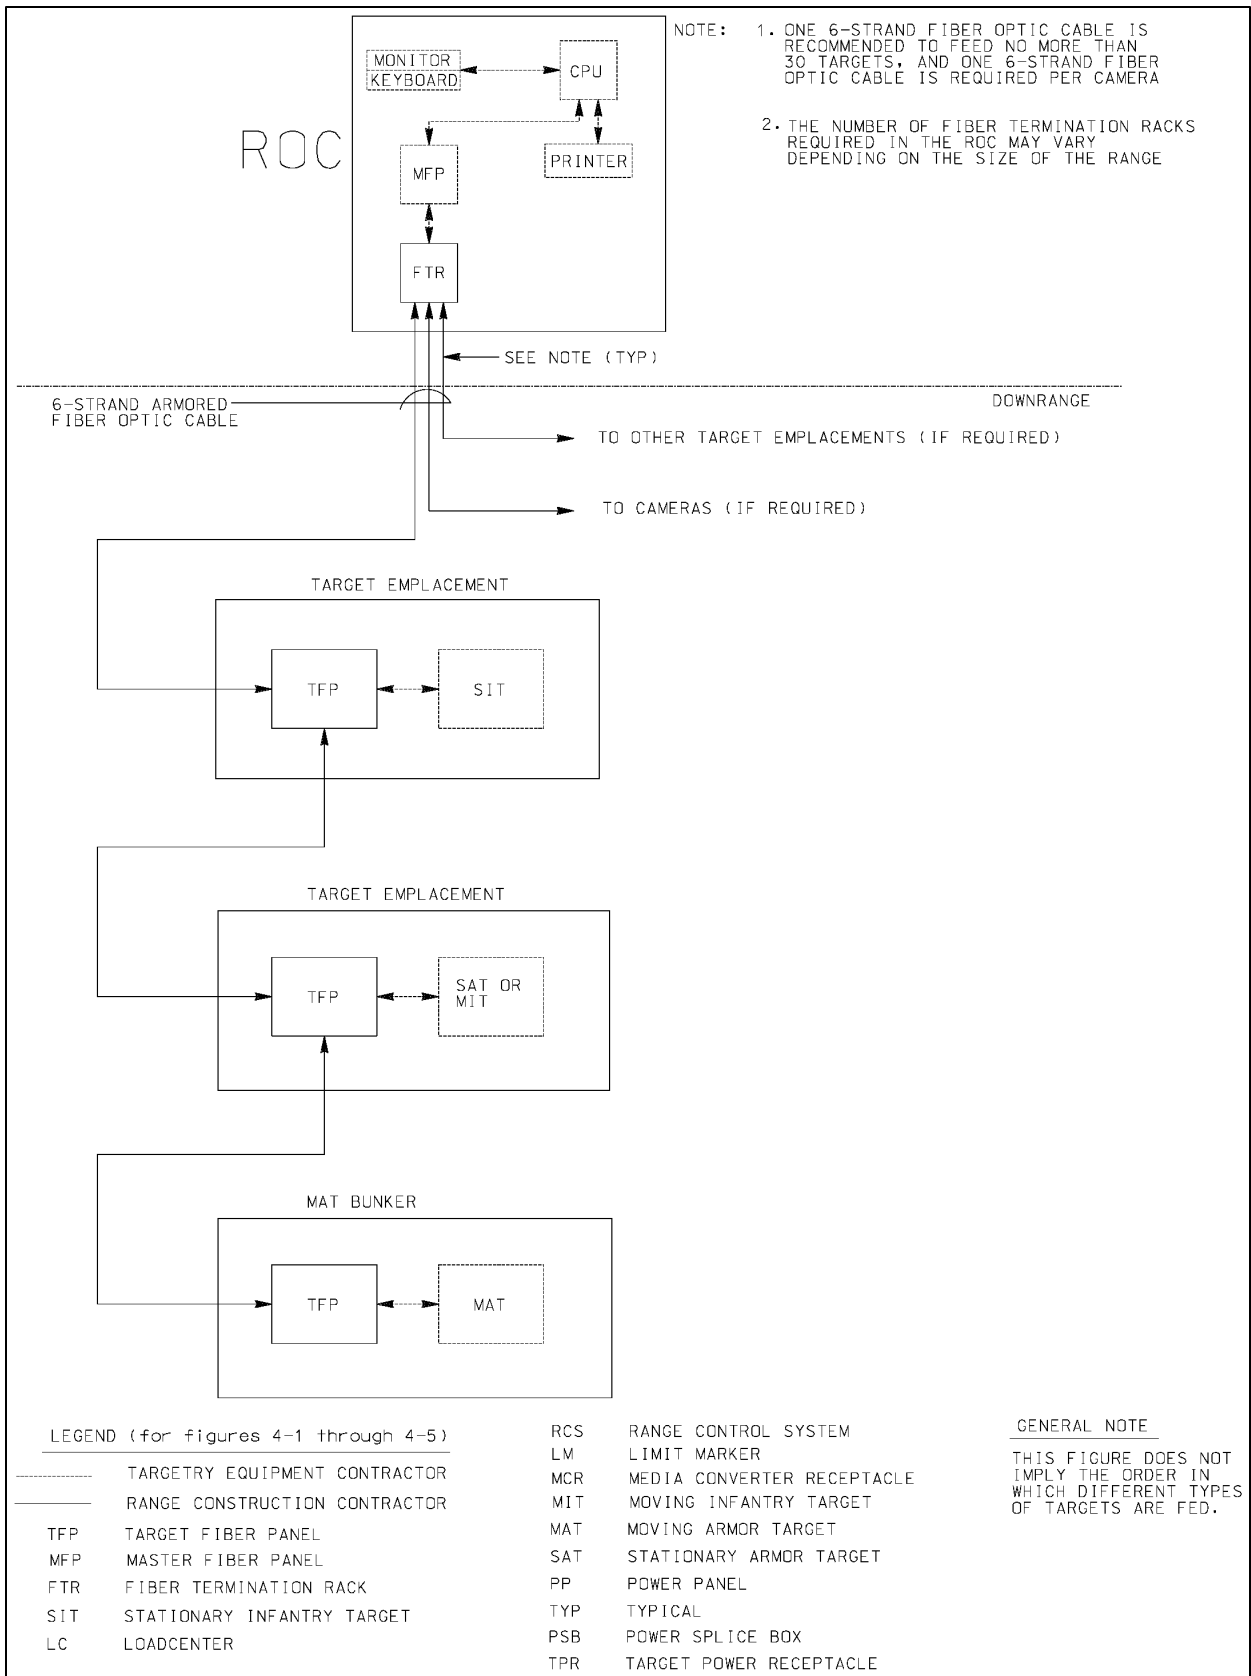 NOTE: 1. ONE 6-STRAND FIBER OPTIC CABLE IS
RECOMMENDED TO FEED NO MORE THAN
30 TARGETS, AND ONE 6-STRAND FIBER
OPTIC CABLE IS REQUIRED PER CAMERA
2. THE NUMBER OF FIBER TERMINATION RACKS
REQUIRED IN THE ROC MAY VARY
DEPENDING ON THE SIZE OF THE RANGE
ROC
MONITOR
KEYBOARD
CPU
MFP
PRINTER
FTR
SEE NOTE (TYP)
6-STRAND ARMORED
FIBER OPTIC CABLE
DOWNRANGE
TO OTHER TARGET EMPLACEMENTS (IF REQUIRED)
TO CAMERAS (IF REQUIRED)
TARGET EMPLACEMENT
TFP
SIT
TARGET EMPLACEMENT
TFP
SAT OR
MIT
MAT BUNKER
TFP
MAT
LEGEND (for figures 4-1 through 4-5)
TARGETRY EQUIPMENT CONTRACTOR
RANGE CONSTRUCTION CONTRACTOR
TFP TARGET FIBER PANEL
MFP MASTER FIBER PANEL
FTR FIBER TERMINATION RACK
SIT STATIONARY INFANTRY TARGET
LC LOADCENTER
RCS RANGE CONTROL SYSTEM
LM LIMIT MARKER
MCR MEDIA CONVERTER RECEPTACLE
MIT MOVING INFANTRY TARGET
MAT MOVING ARMOR TARGET
SAT STATIONARY ARMOR TARGET
PP POWER PANEL
TYP TYPICAL
PSB POWER SPLICE BOX
TPR TARGET POWER RECEPTACLE
GENERAL NOTE
THIS FIGURE DOES NOT
IMPLY THE ORDER IN
WHICH DIFFERENT TYPES
OF TARGETS ARE FED.